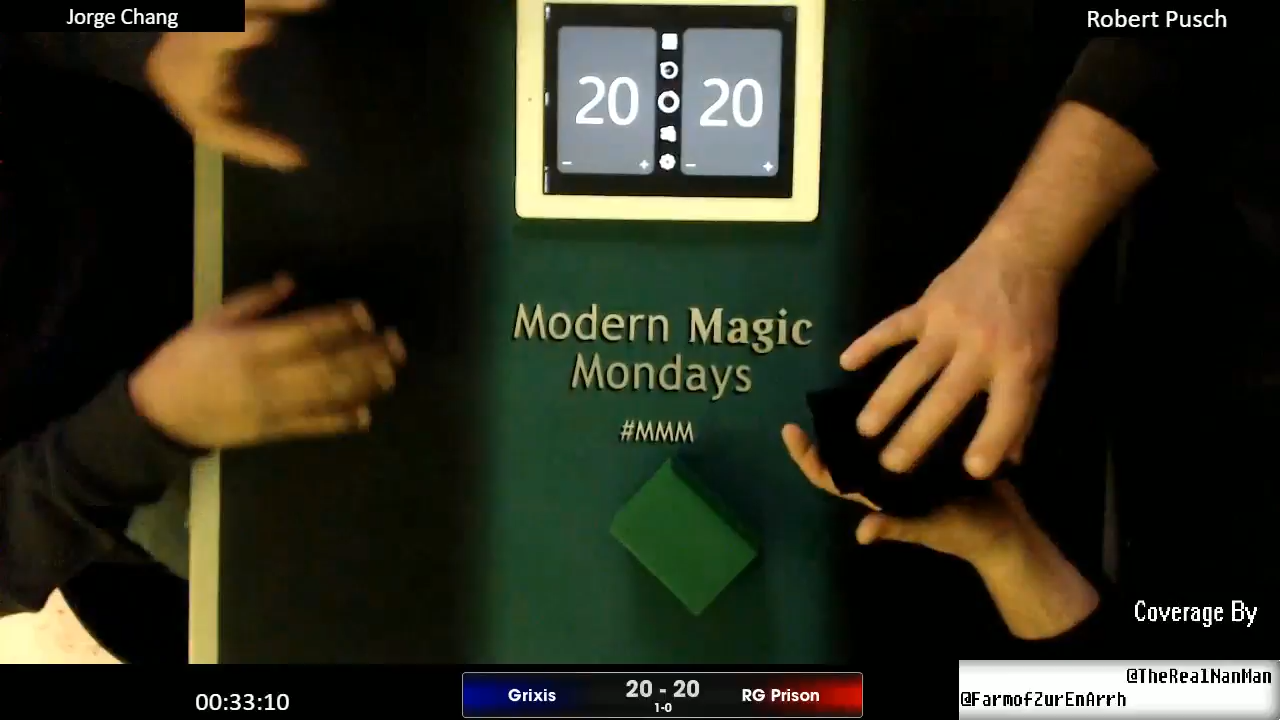 Jorge Chang
Robert Pusch
20
20
- + - +
Modern Magic
Mondays
#MMM
Coverage By
@TheRealNanMan
@FarmofZurEnArrh
00:33:10
Grixis
20 - 20
RG Prison
1-0